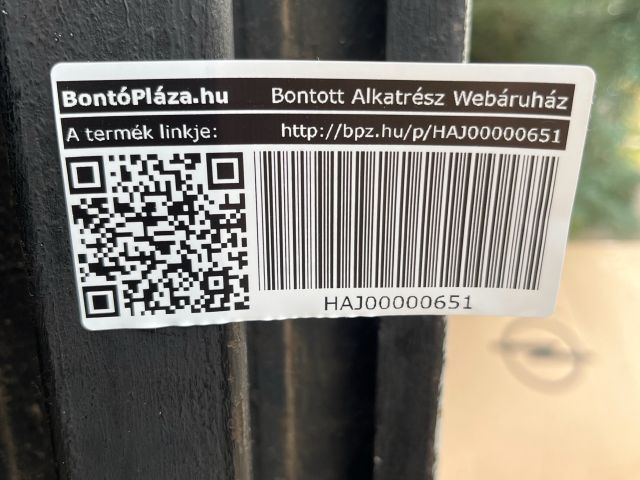 BontóPláza.hu Bontott Alkatrész Webáruház
A termék linkje: http://bpz.hu/p/HAJ00000651
HAJ00000651